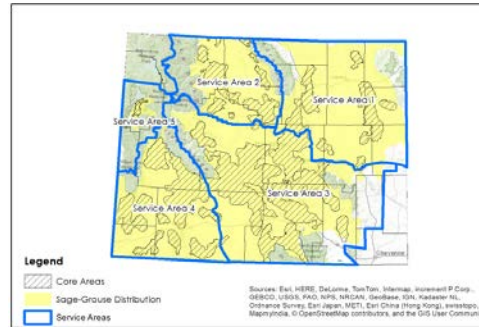 Service Area 2
Service Area 1
Service Area 5
Service Area 3
Service Area 4
Cheyenne
Legend
Core Areas
Sage-Grouse Distribution
Service Areas
Sources: Esri, HERE, DeLorme, TomTom, Intermap, increment P Corp.,
GEBCO, USGS, FAO, NPS, NRCAN, GeoBase, IGN, Kadaster NL,
Ordnance Survey, Esri Japan, METI, Esri China (Hong Kong), swisstopo,
MapmyIndia, © OpenStreetMap contributors, and the GIS User Commun